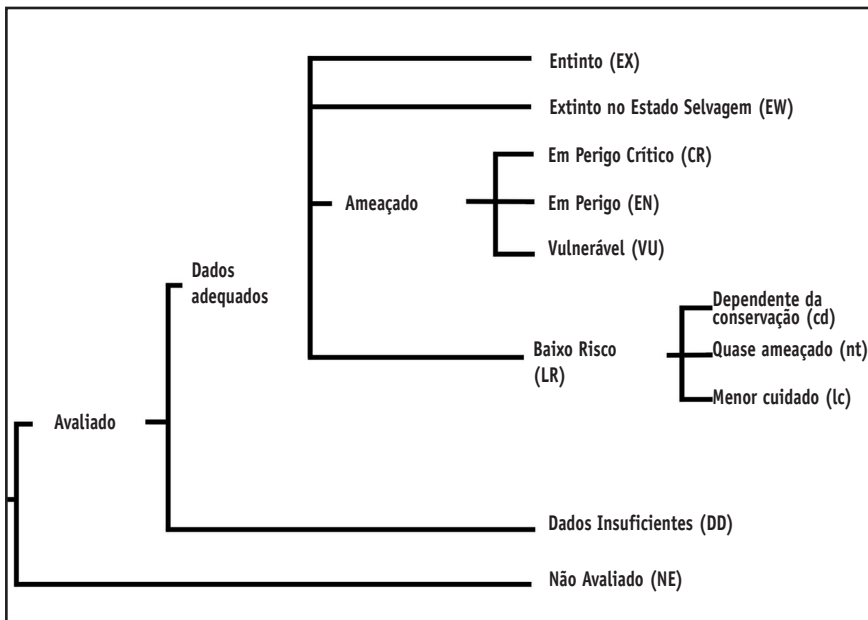 Entinto (EX)
Extinto no Estado Selvagem (EW)
Em Perigo Crítico (CR)
Ameaçado
Em Perigo (EN)
Vulnerável (VU)
Dados
adequados
Dependente da
conservação (cd)
Baixo Risco
(LR)
Quase ameaçado (nt)
Menor cuidado (lc)
Avaliado
Dados Insuficientes (DD)
Não Avaliado (NE)